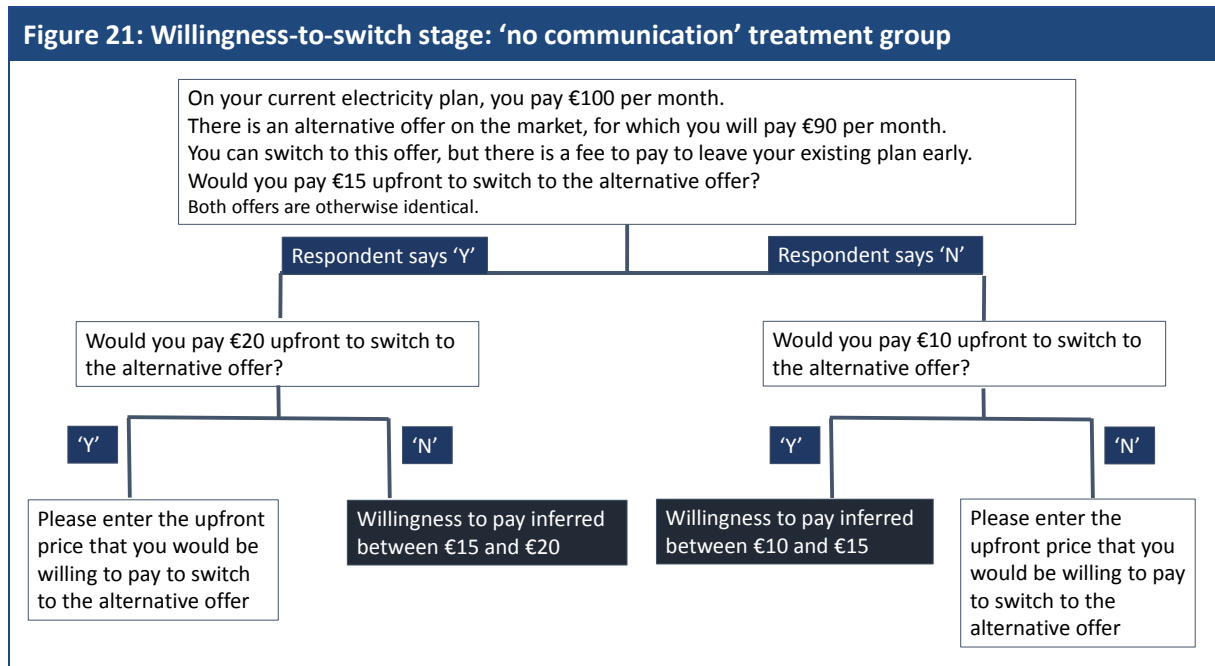 Figure 21: Willingness-to-switch stage: ‘no communication’ treatment group
On your current electricity plan, you pay €100 per month.
There is an alternative offer on the market, for which you will pay €90 per month.
You can switch to this offer, but there is a fee to pay to leave your existing plan early.
Would you pay €15 upfront to switch to the alternative offer?
Both offers are otherwise identical.
Respondent says ‘Y’
Respondent says ‘N’
Would you pay €20 upfront to switch to
the alternative offer?
Would you pay €10 upfront to switch to
the alternative offer?
‘Y’
‘N’
‘Y’
‘N’
Please enter the upfront
price that you would be
willing to pay to switch
to the alternative offer
Willingness to pay inferred
between €15 and €20
Willingness to pay inferred
between €10 and €15
Please enter the
upfront price that you
would be willing to pay
to switch to the
alternative offer